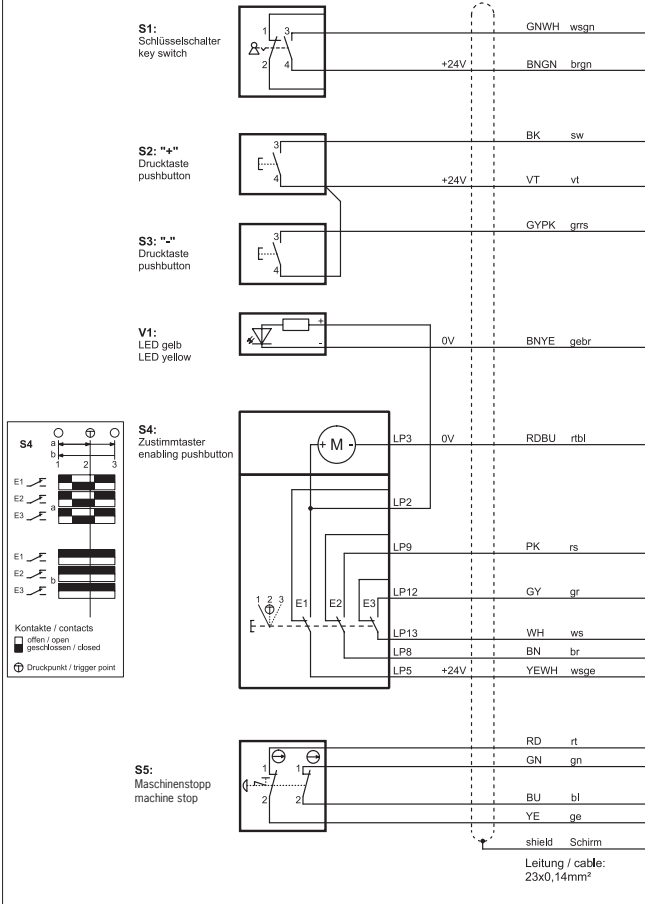 S1:
Schlüsselschalter
key switch
1 3
2 4
GNWH wsgn
+24V BNGN brgn
S2: "+"
Drucktaste
pushbutton
3
4
BK sw
+24V VT vt
S3: "-"
Drucktaste
pushbutton
3
4
GYPK grrs
V1:
LED gelb
LED yellow
+
-
0V BNYE gebr
S4:
Zustimmtaster
enabling pushbutton
+ M -
LP3 0V RDBU rtbl
LP2
LP9 PK rs
LP12 GY gr
1 2 3
E1 E2 E3
LP13 WH ws
LP8 BN br
LP5 +24V YEWH wsge
S4
a
b
1 2 3
E1
E2
a
E3
E1
E2
b
E3
Kontakte / contacts
offen / open
geschlossen / closed
T Druckpunkt / trigger point
S5:
Maschinenstopp
machine stop
1 1
2 2
RD rt
GN gn
BU bl
YE ge
shield Schirm
Leitung / cable:
23x0,14mm²